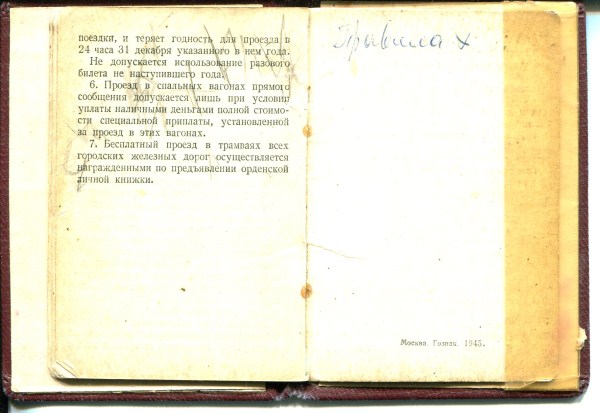 поездки, и теряет годность для проезда в
24 часа 31 декабря указанного в нем года.
Не допускается использование разового
билета не наступившего года.
6. Проезд в спальных вагонах прямого
сообщения допускается лишь при условии
уплаты наличными деньгами полной стоимо-
сти специальной приплаты, установленной
за проезд в этих вагонах.
7. Бесплатный проезд в трамваях всех
городских железных дорог осуществляется
награжденными по предъявлении орденской
личной книжки.
Москва. Гознак. 1945.